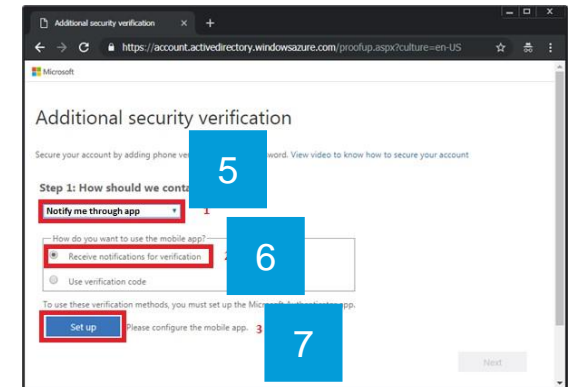 Additional security verification
https://account.activedirectory.windowsazure.com/proofup.aspx?culture=en-US
Microsoft
Additional security verification
Secure your account by adding phone ve word. View video to know how to secure your account
5
Step 1: How should we conta
Notify me through app 1
How do you want to use the mobile app?
Receive notifications for verification 2
6
Use verification code
To use these verification methods, you must set up the Mic app.
Set up Please configure the mobile app. 3
7
Next